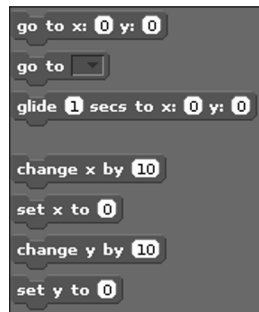 go to x: 0 y: 0
go to
glide 1 secs to x: 0 y: 0
change x by 10
set x to 0
change y by 10
set y to 0